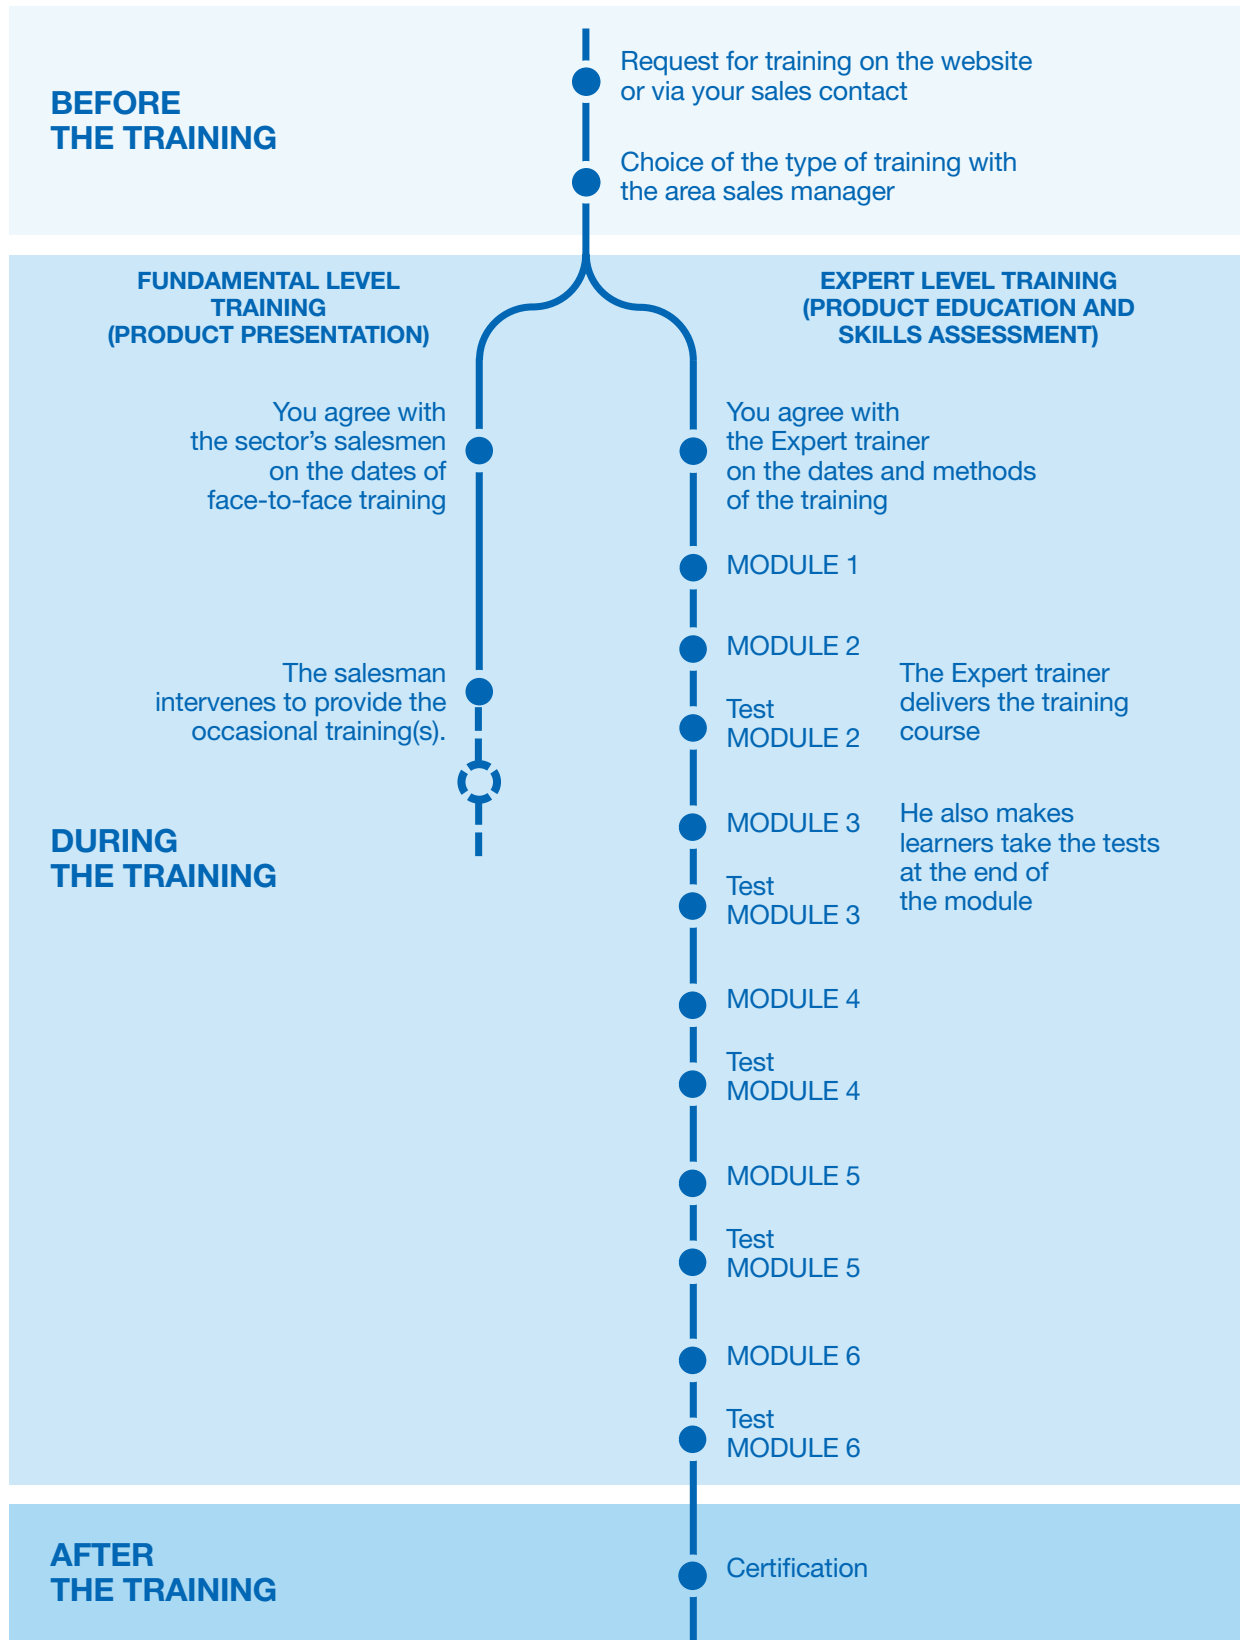 BEFORE
THE TRAINING
Request for training on the website
or via your sales contact
Choice of the type of training with
the area sales manager
FUNDAMENTAL LEVEL
TRAINING
(PRODUCT PRESENTATION)
You agree with
the sector’s salesmen
on the dates of
face-to-face training
The salesman
intervenes to provide the
occasional training(s).
DURING
THE TRAINING
EXPERT LEVEL TRAINING
(PRODUCT EDUCATION AND
SKILLS ASSESSMENT)
You agree with
the Expert trainer
on the dates and methods
of the training
MODULE 1
MODULE 2
Test
MODULE 2
The Expert trainer
delivers the training
course
MODULE 3
Test
MODULE 3
He also makes
learners take the tests
at the end of
the module
MODULE 4
Test
MODULE 4
MODULE 5
Test
MODULE 5
MODULE 6
Test
MODULE 6
AFTER
THE TRAINING
Certification